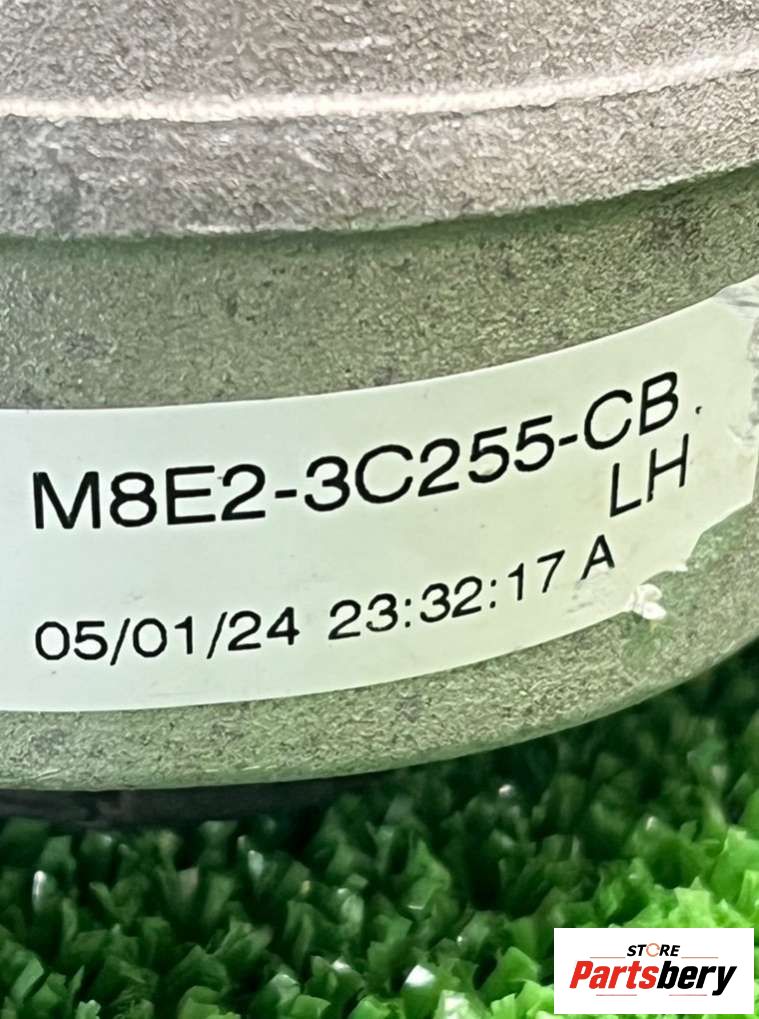 M8E2-3C255-CB.
LH
05/01/24 23:32:17 A
STORE
Partsbery